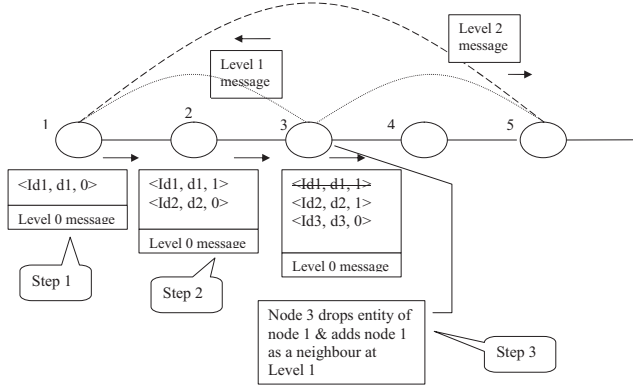 Level 2
message
Level 1
message
1
2
3
4
5
<Id1, d1, 0>
Level 0 message
<Id1, d1, 1>
<Id2, d2, 0>
Level 0 message
<Id1, d1, 1>
<Id2, d2, 1>
<Id3, d3, 0>
Level 0 message
Step 1
Step 2
Node 3 drops entity of
node 1 & adds node 1
as a neighbour at
Level 1
Step 3